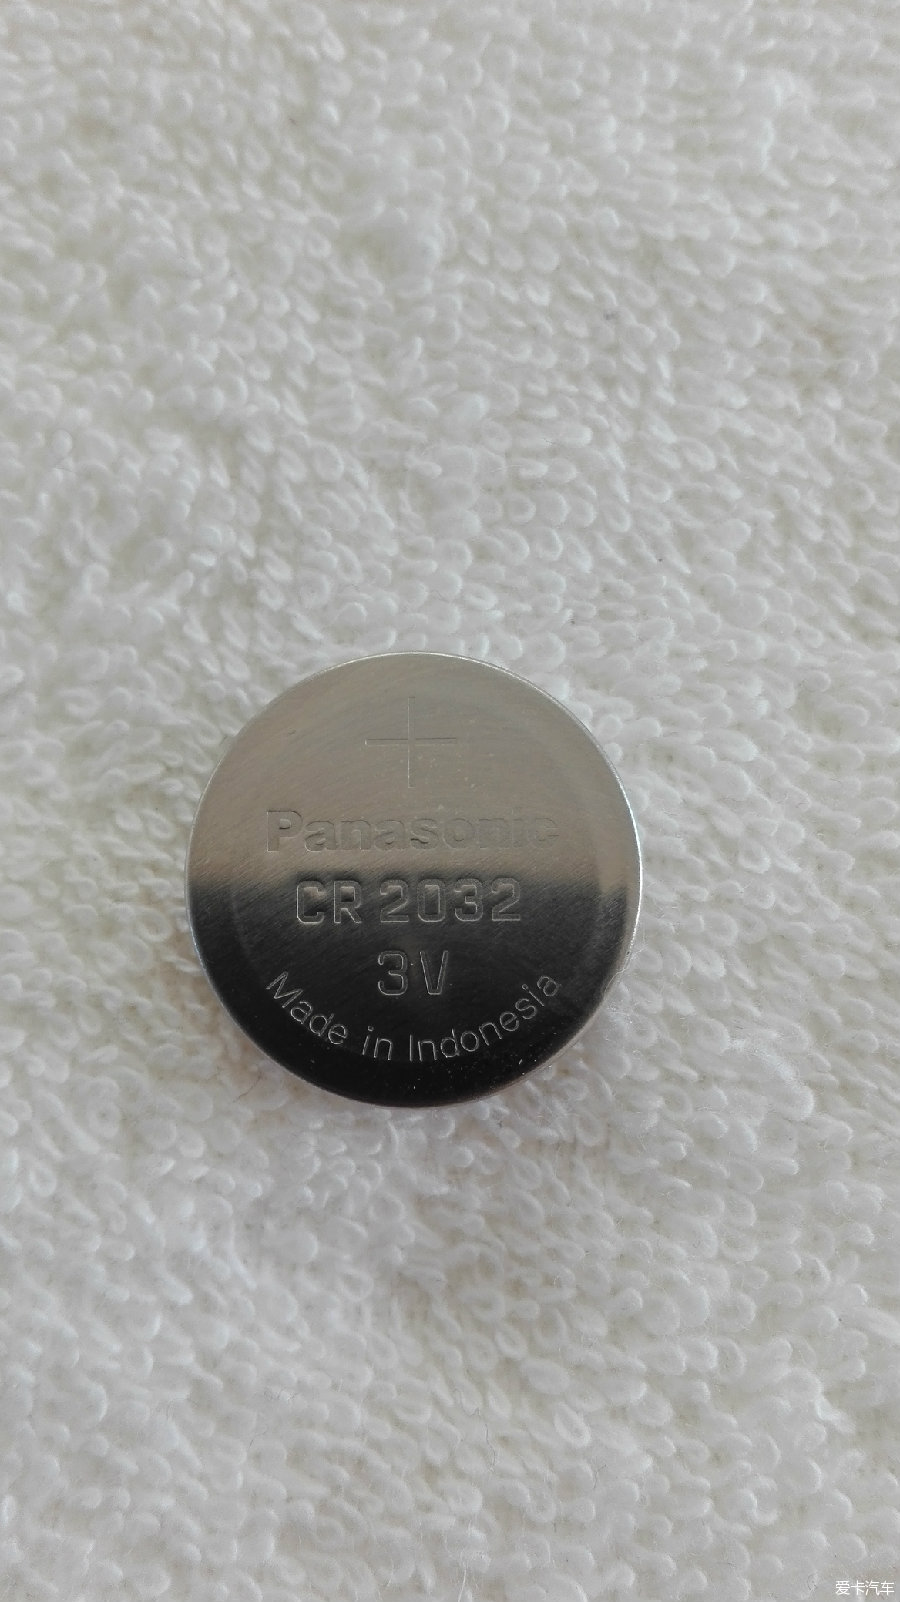 +
Panasonic
CR 2032
3V
Made in Indonesia
爱卡汽车